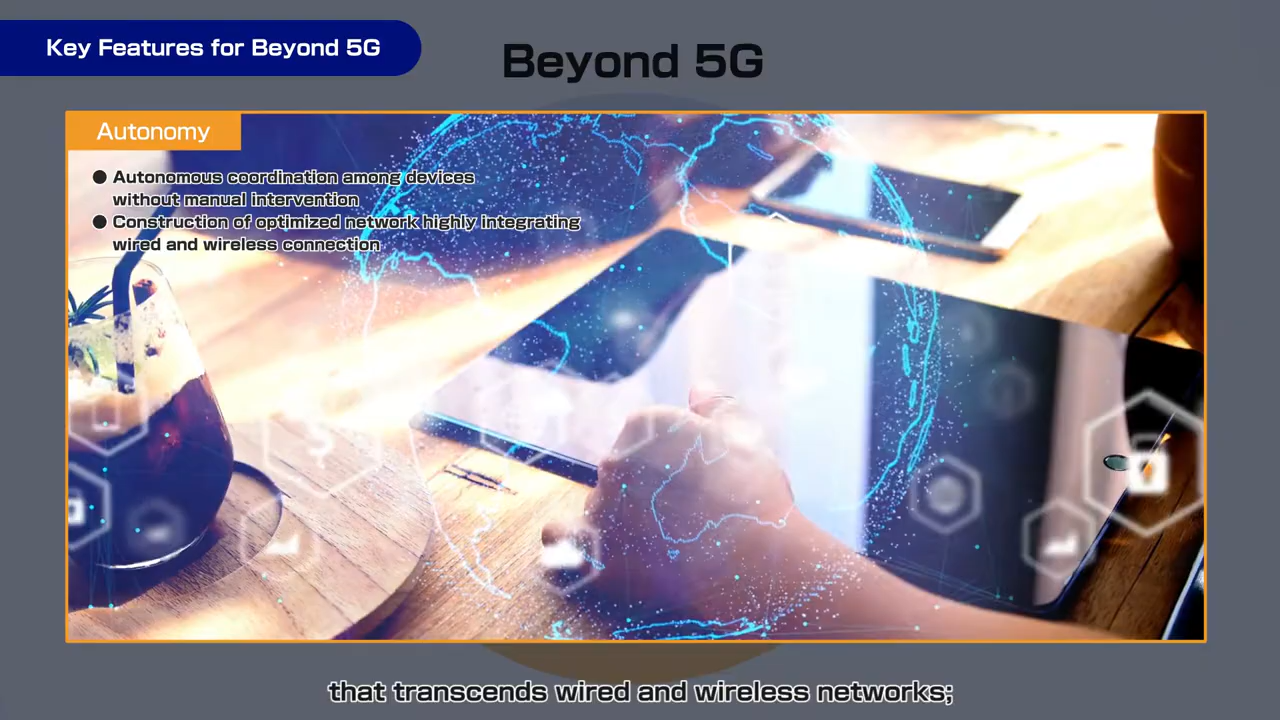 Key Features for Beyond 5G
Beyond 5G
Autonomy
● Autonomous coordination among devices
without manual intervention
● Construction of optimized network highly integrating
wired and wireless connection
that transcends wired and wireless networks;